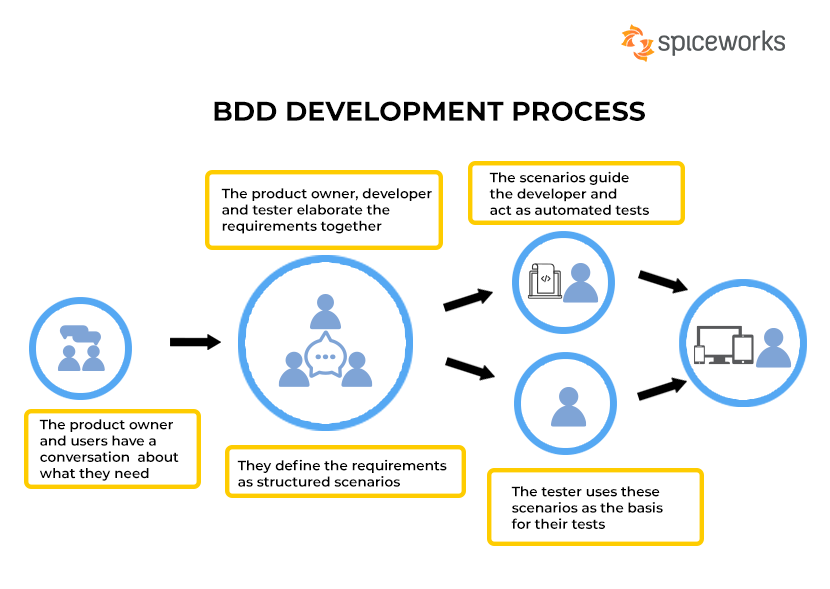 spiceworks
BDD DEVELOPMENT PROCESS
The product owner, developer
and tester elaborate the
requirements together
The scenarios guide
the developer and
act as automated tests
</>
The product owner
and users have a
conversation about
what they need
They define the requirements
as structured scenarios
The tester uses these
scenarios as the basis
for their tests